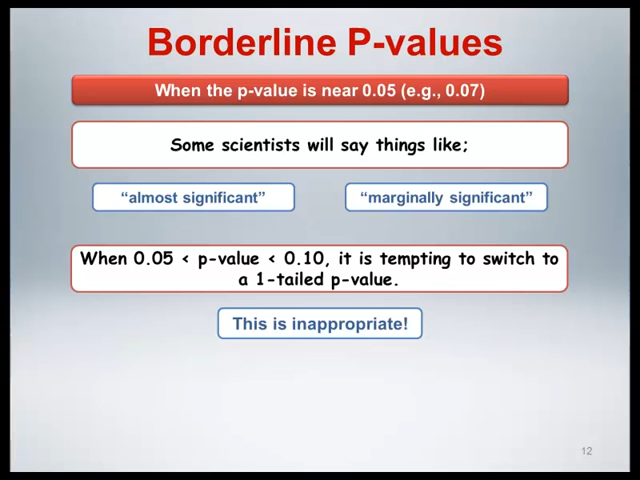 Borderline P-values
When the p-value is near 0.05 (e.g., 0.07)
Some scientists will say things like;
“almost significant”
“marginally significant”
When 0.05 < p-value < 0.10, it is tempting to switch to
a 1-tailed p-value.
This is inappropriate!
12